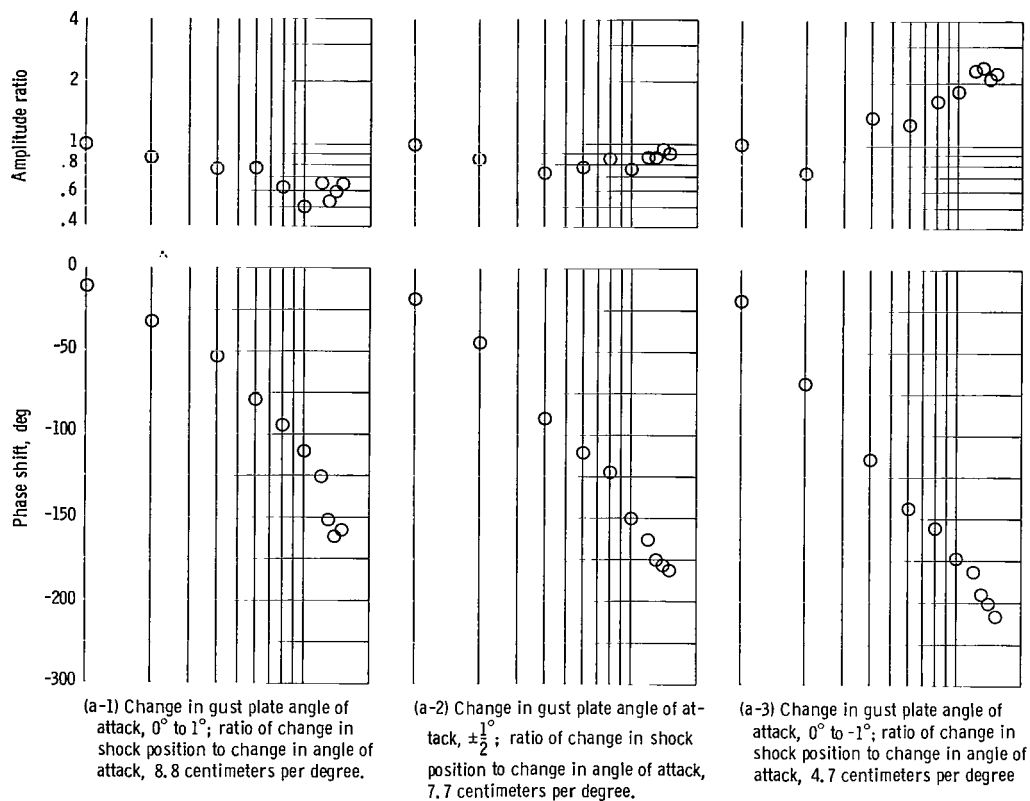 4
2
1
.8
.6
.4
Amplitude ratio
0
-50
-100
-150
-200
-300
Phase shift, deg
(a-1) Change in gust plate angle of
attack, 0° to 1°; ratio of change in
shock position to change in angle of
attack, 8.8 centimeters per degree.
(a-2) Change in gust plate angle of at-
tack, ±1/2°; ratio of change in shock
position to change in angle of attack,
7.7 centimeters per degree.
(a-3) Change in gust plate angle of
attack, 0° to -1°; ratio of change in
shock position to change in angle of
attack, 4.7 centimeters per degree